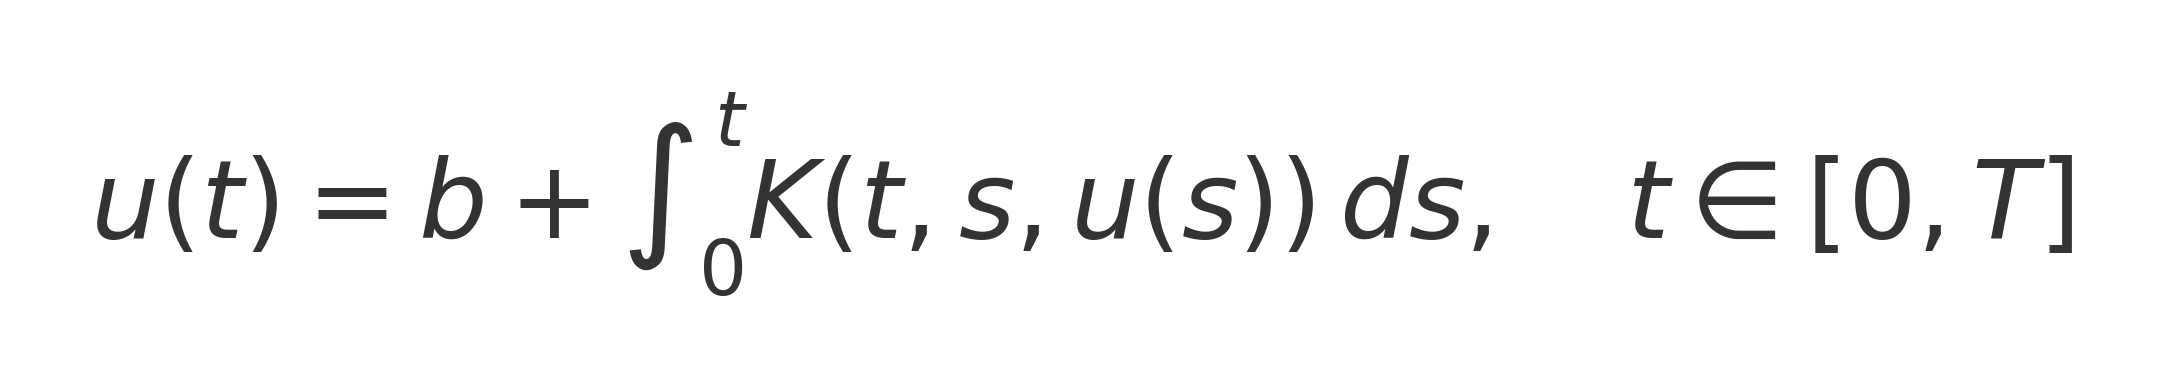 u(t) = b + ∫₀ᵗ K(t, s, u(s)) ds,   t ∈ [0, T]